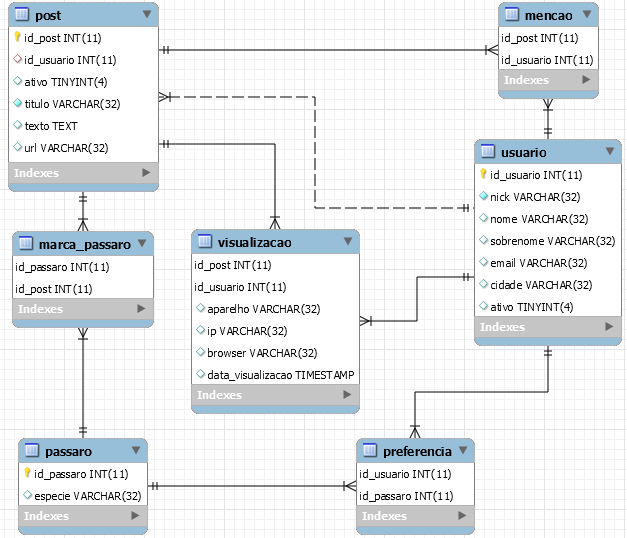 post
id_post INT(11)
id_usuario INT(11)
ativo TINYINT(4)
titulo VARCHAR(32)
texto TEXT
url VARCHAR(32)
Indexes
mencao
id_post INT(11)
id_usuario INT(11)
Indexes
usuario
id_usuario INT(11)
nick VARCHAR(32)
nome VARCHAR(32)
sobrenome VARCHAR(32)
email VARCHAR(32)
cidade VARCHAR(32)
ativo TINYINT(4)
Indexes
marca_passaro
id_passaro INT(11)
id_post INT(11)
Indexes
visualizacao
id_post INT(11)
id_usuario INT(11)
aparelho VARCHAR(32)
ip VARCHAR(32)
browser VARCHAR(32)
data_visualizacao TIMESTAMP
Indexes
passaro
id_passaro INT(11)
especie VARCHAR(32)
Indexes
preferencia
id_usuario INT(11)
id_passaro INT(11)
Indexes